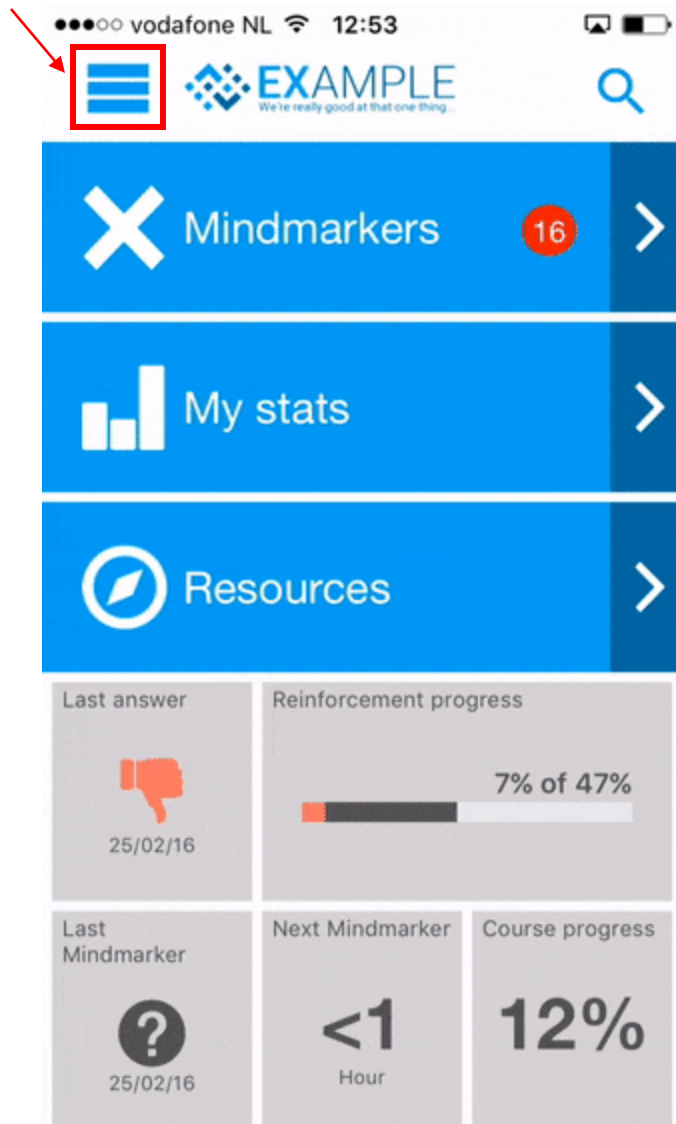 vodafone NL 12:53
EXAMPLE
We're really good at that one thing...
Mindmarkers 16
My stats
Resources
Last answer
25/02/16
Reinforcement progress
7% of 47%
Last
Mindmarker
?
25/02/16
Next Mindmarker
<1
Hour
Course progress
12%